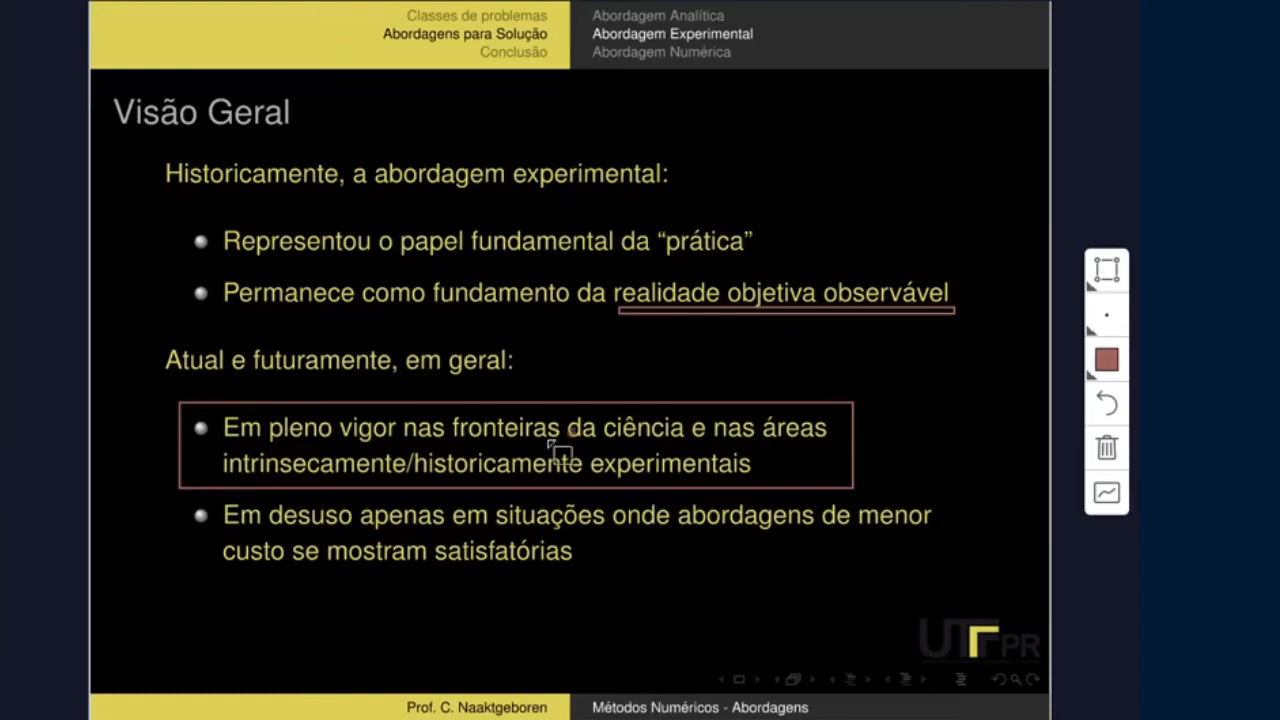 Classes de problemas
Abordagens para Solução
Conclusão
Abordagem Analítica
Abordagem Experimental
Abordagem Numérica
Visão Geral
Historicamente, a abordagem experimental:
Representou o papel fundamental da “prática”
Permanece como fundamento da realidade objetiva observável
Atual e futuramente, em geral:
Em pleno vigor nas fronteiras da ciência e nas áreas
intrinsecamente/historicamente experimentais
Em desuso apenas em situações onde abordagens de menor
custo se mostram satisfatórias
UTFPR
Prof. C. Naaktgeboren
Métodos Numéricos - Abordagens